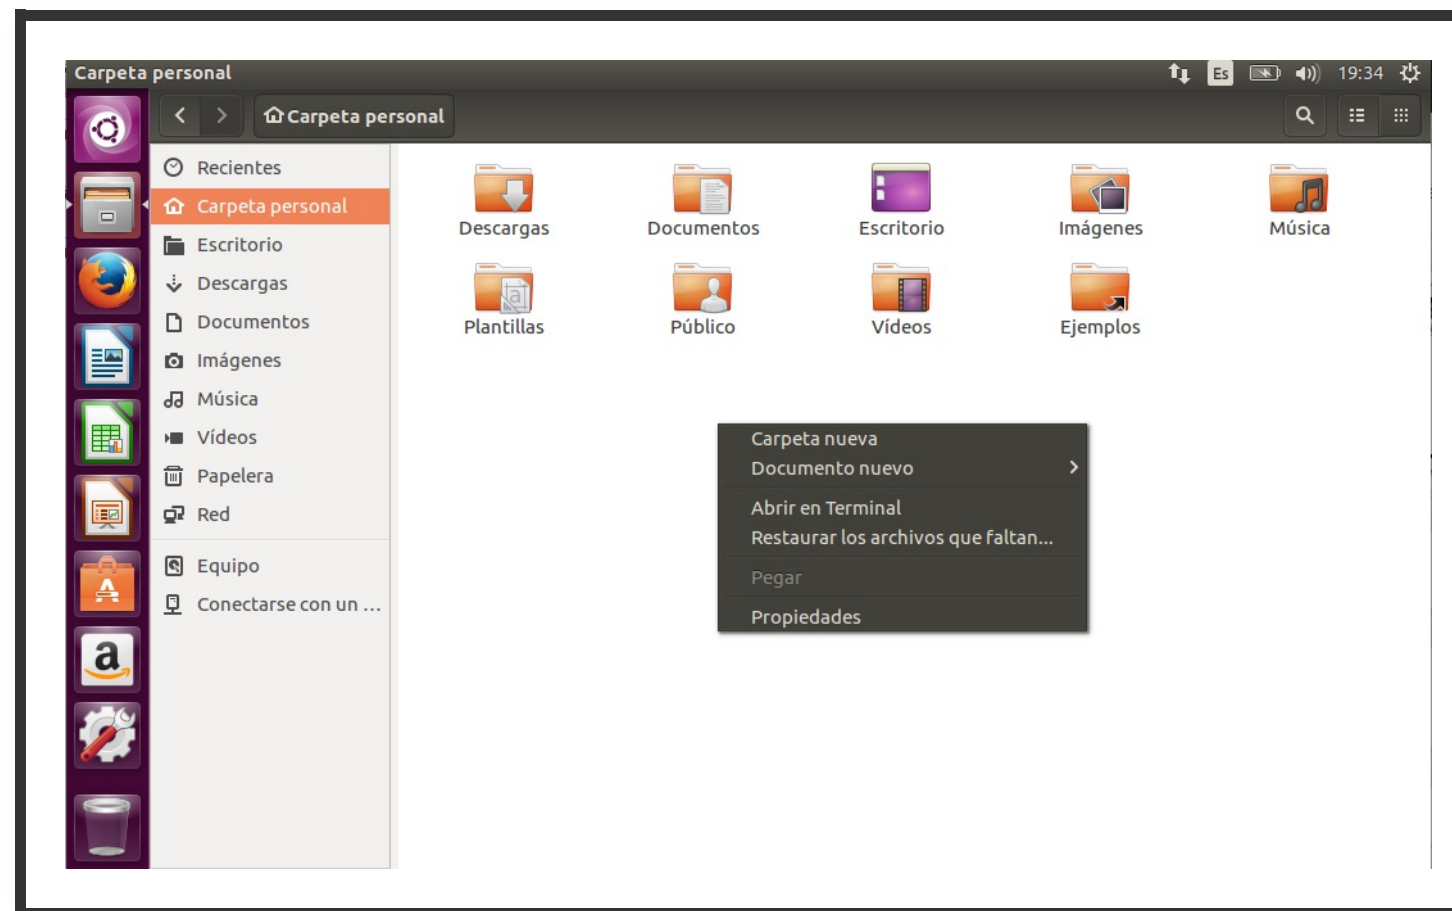 Carpeta personal
Es
19:34
Carpeta personal
Recientes
Carpeta personal
Escritorio
Descargas
Documentos
Imágenes
Música
Vídeos
Papelera
Red
Equipo
Conectarse con un ...
Descargas Documentos Escritorio Imágenes Música
Plantillas Público Vídeos Ejemplos
Carpeta nueva
Documento nuevo
Abrir en Terminal
Restaurar los archivos que faltan...
Pegar
Propiedades